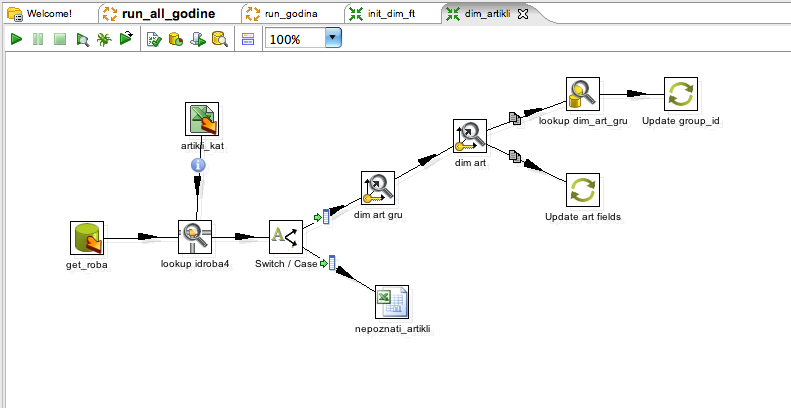 Welcome!
run_all_godine
run_godina
init_dim_ft
dim_artikli
100%
lookup dim_art_gru
Update group_id
artikli_kat
dim art
dim art gru
Update art fields
get_roba
lookup idroba4
Switch / Case
nepoznati_artikli